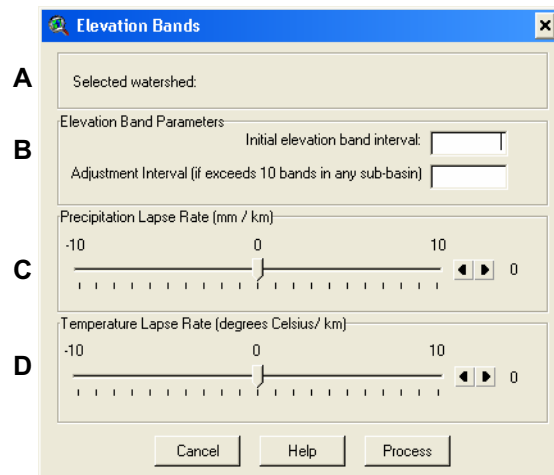 Elevation Bands
A
Selected watershed:
B
Elevation Band Parameters
Initial elevation band interval:
Adjustment Interval (if exceeds 10 bands in any sub-basin)
C
Precipitation Lapse Rate (mm / km)
-10 0 10
0
D
Temperature Lapse Rate (degrees Celsius/ km)
-10 0 10
0
Cancel Help Process